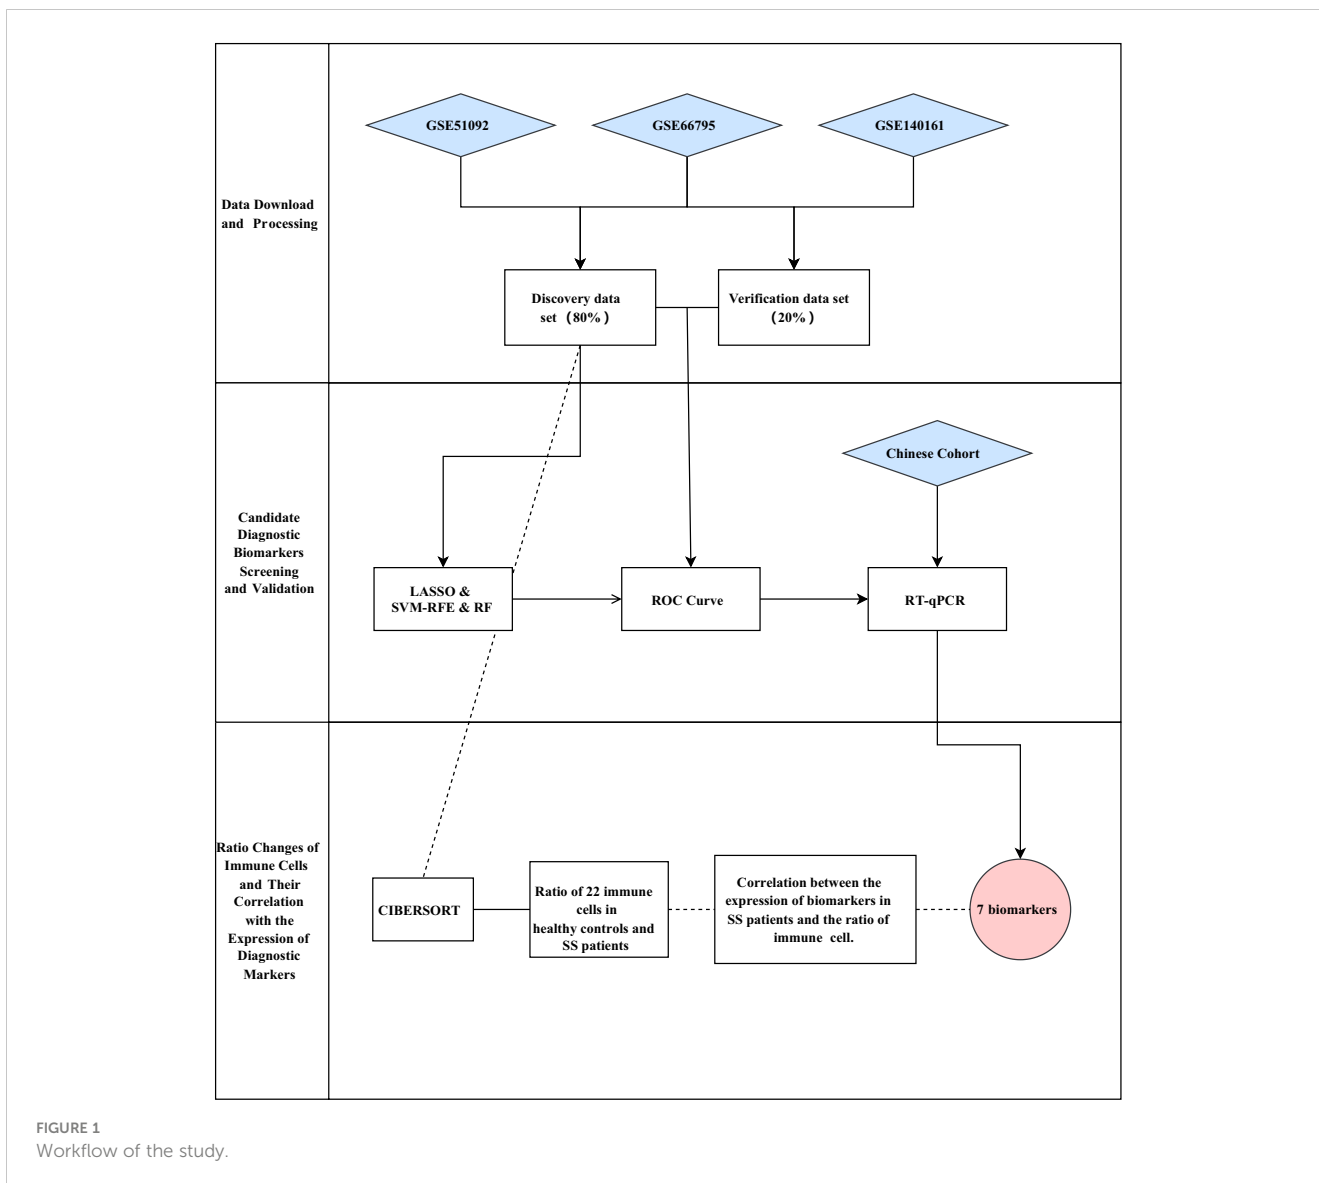 GSE51092
GSE66795
GSE140161
Data Download
and Processing
Discovery data
set (80%)
Verification data set
(20%)
Candidate
Diagnostic
Biomarkers
Screening
and Validation
Chinese Cohort
LASSO &
SVM-RFE & RF
ROC Curve
RT-qPCR
Ratio Changes of
Immune Cells
and Their
Correlation
with the
Expression of
Diagnostic
Markers
CIBERSORT
Ratio of 22 immune
cells in
healthy controls and
SS patients
Correlation between the
expression of biomarkers in
SS patients and the ratio of
immune cell.
7 biomarkers
FIGURE 1
Workflow of the study.